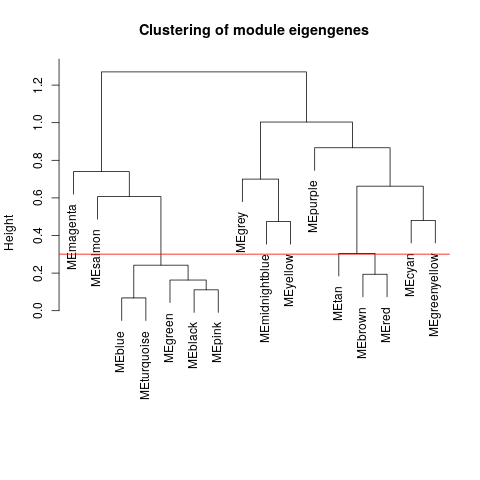 Clustering of module eigengenes
Height
1.2
1.0
0.8
0.6
0.4
0.2
0.0
MEmagenta
MEsalmon
MEblue
MEturquoise
MEgreen
MEblack
MEpink
MEgrey
MEmidnightblue
MEyellow
MEpurple
MEtan
MEbrown
MEred
MEcyan
MEgreenyellow